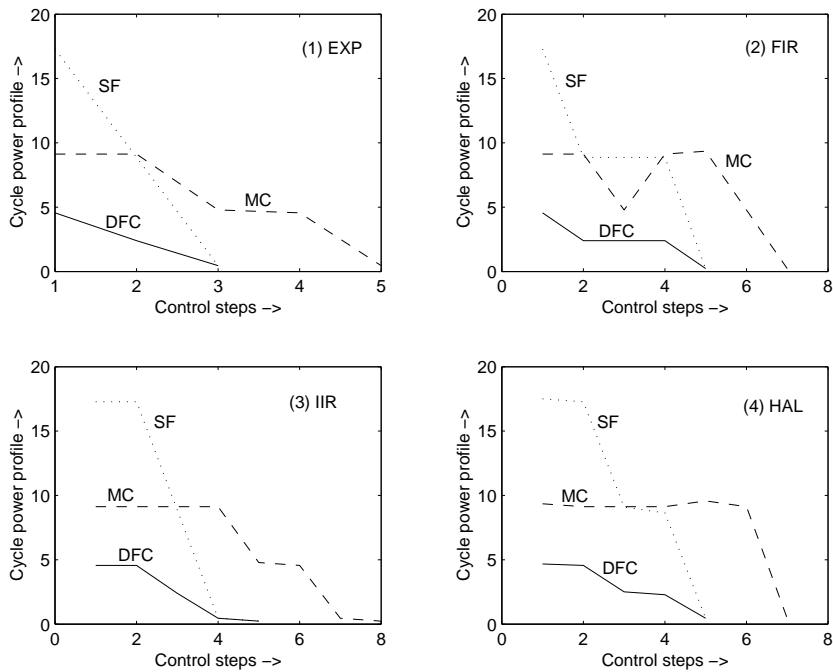 20
15
10
5
0
1
2
3
4
5
Control steps −>
Cycle power profile −>
(1) EXP
SF
MC
DFC
20
15
10
5
0
0
2
4
6
8
Control steps −>
Cycle power profile −>
(2) FIR
SF
MC
DFC
20
15
10
5
0
0
2
4
6
8
Control steps −>
Cycle power profile −>
(3) IIR
SF
MC
DFC
20
15
10
5
0
0
2
4
6
8
Control steps −>
Cycle power profile −>
(4) HAL
SF
MC
DFC